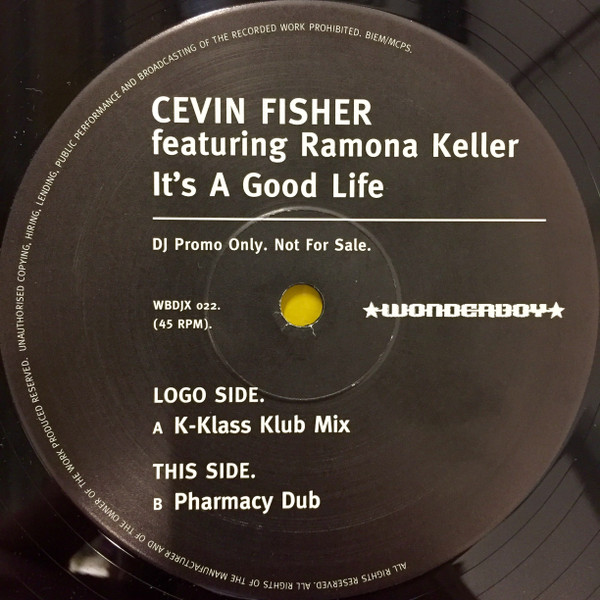 CEVIN FISHER
featuring Ramona Keller
It's A Good Life
DJ Promo Only. Not For Sale.
WBDJX 022.
(45 RPM).
★WONDERBOY★
LOGO SIDE.
A K-Klass Klub Mix
THIS SIDE.
B Pharmacy Dub
ALL RIGHTS RESERVED. ALL RIGHTS OF THE MANUFACTURER AND OF THE OWNER OF THE WORK PRODUCED RESERVED. UNAUTHORISED COPYING, HIRING, LENDING, PUBLIC PERFORMANCE AND BROADCASTING OF THE RECORDED WORK PROHIBITED. BIEM/MCPS.